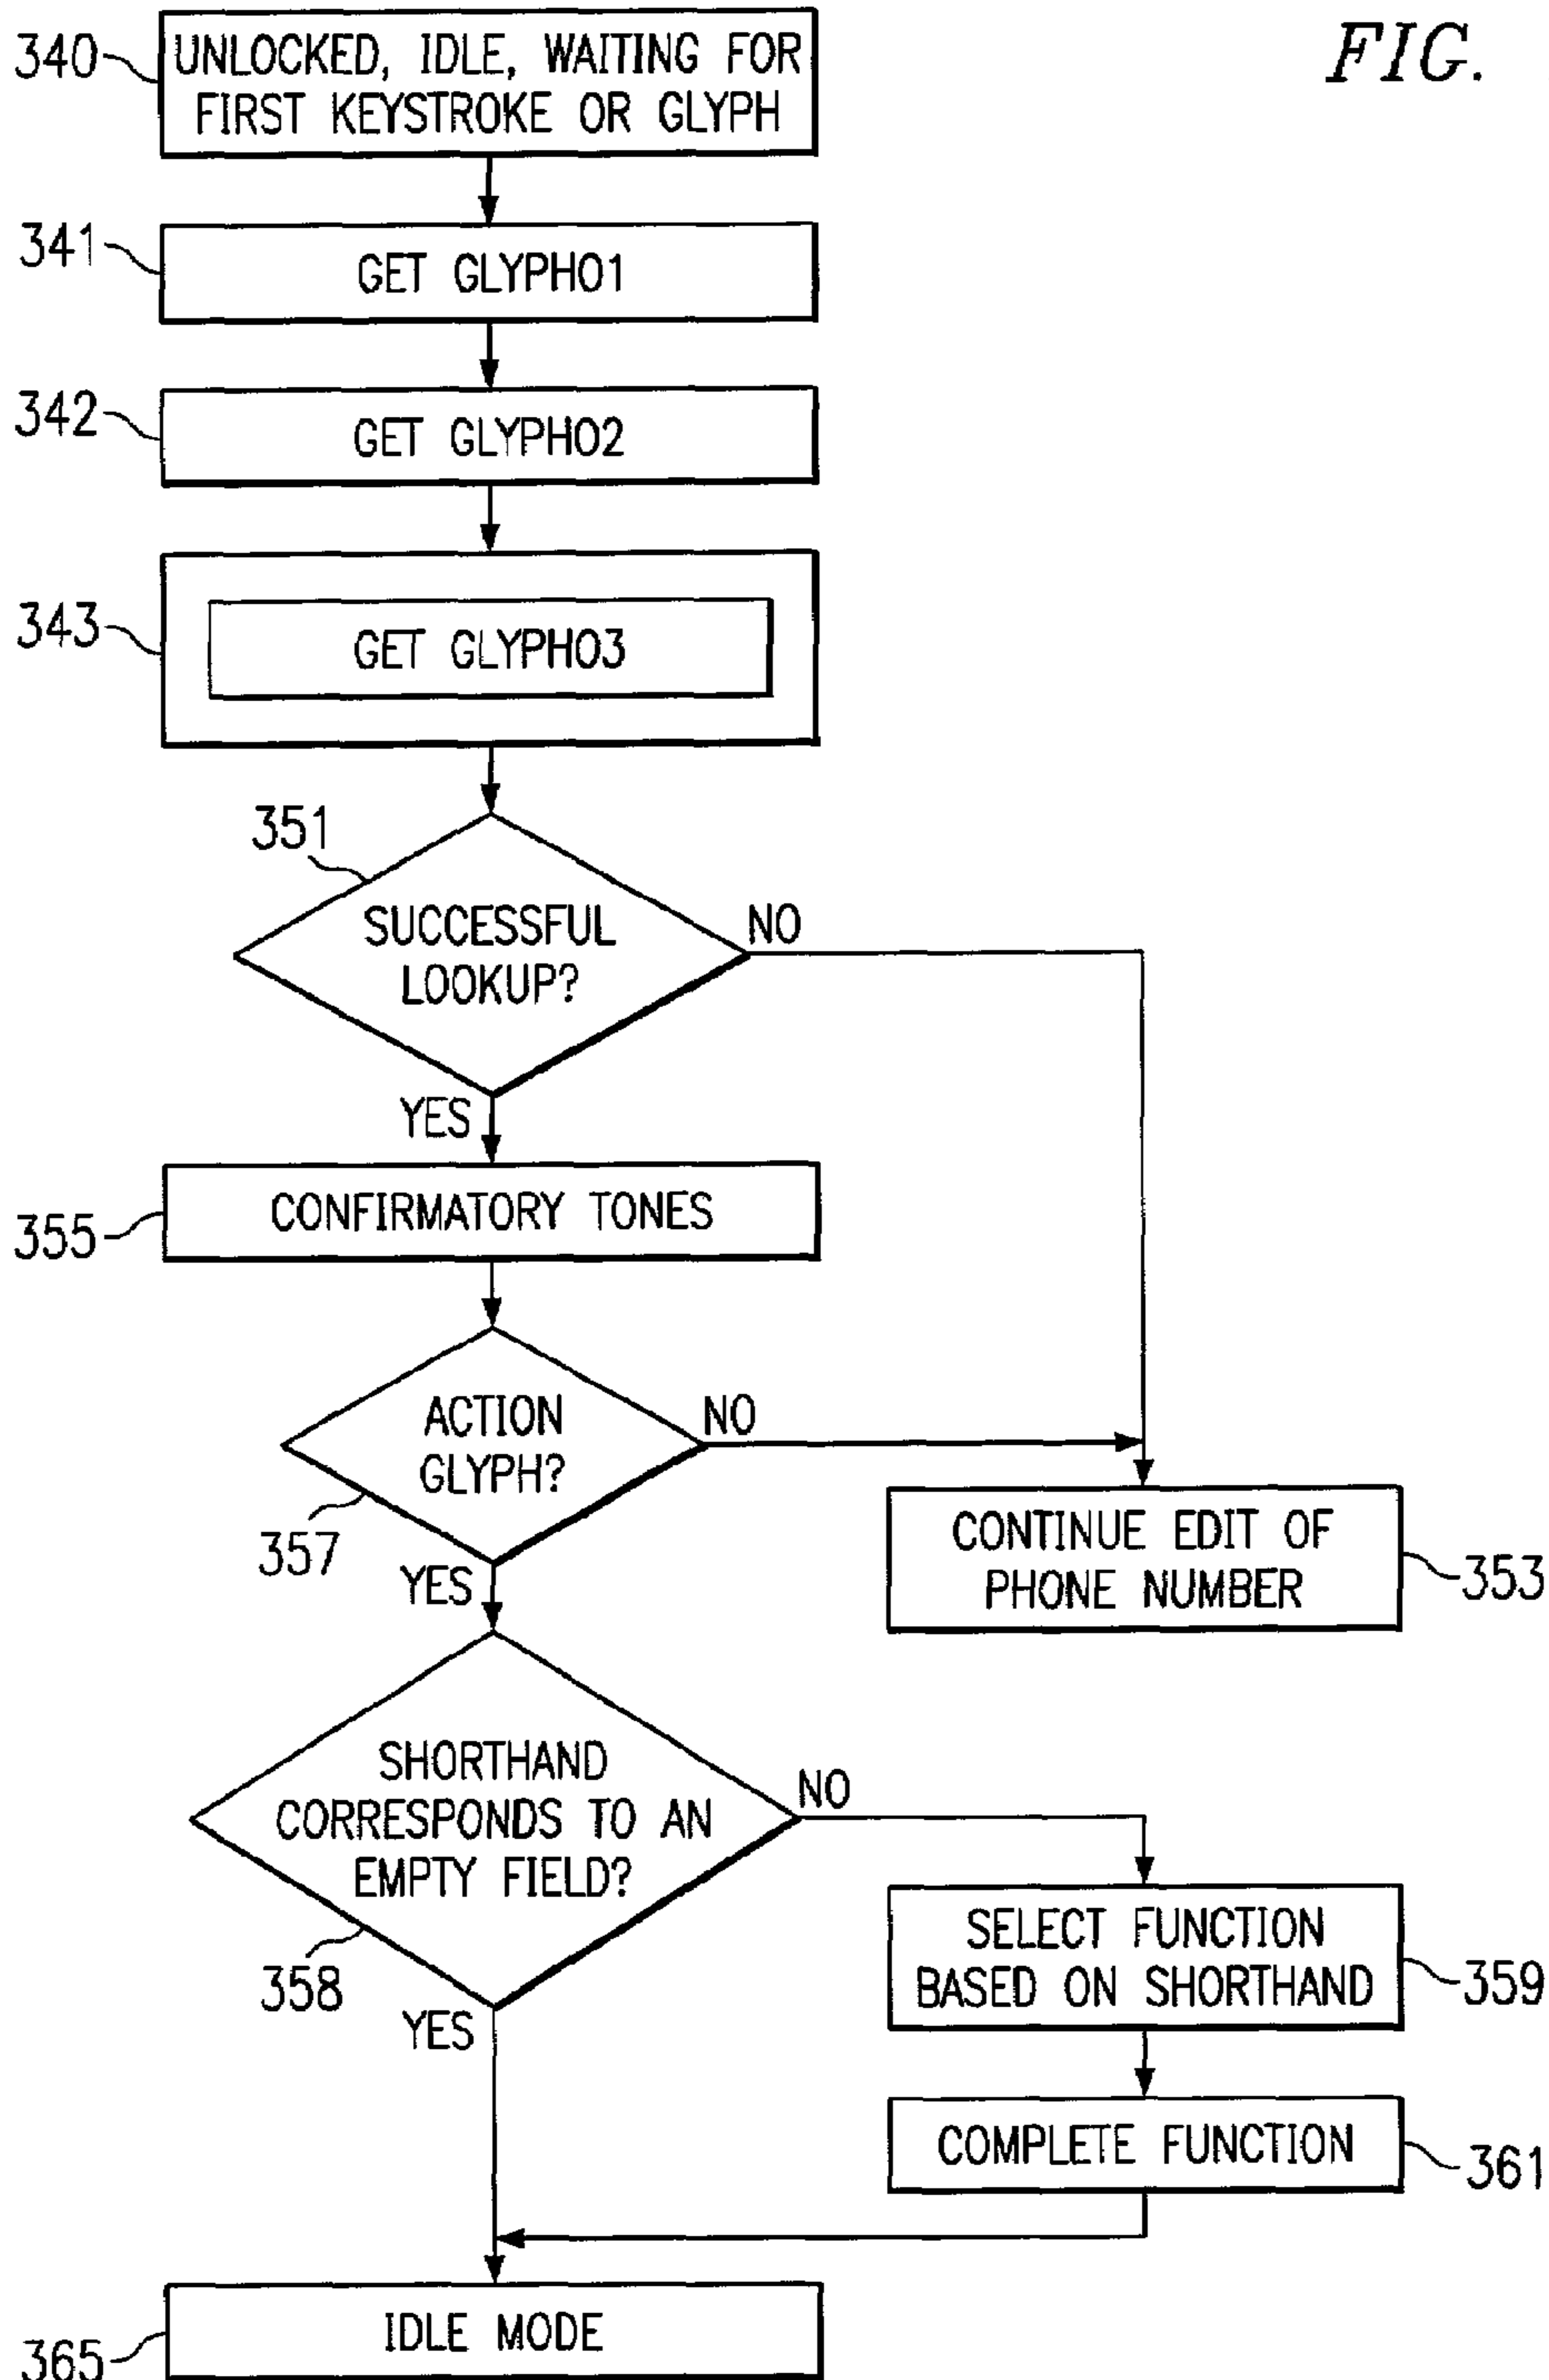 FIG.
340
UNLOCKED, IDLE, WAITING FOR
FIRST KEYSTROKE OR GLYPH
341
GET GLYPH01
342
GET GLYPH02
343
GET GLYPH03
351
SUCCESSFUL
LOOKUP?
NO
YES
355
CONFIRMATORY TONES
ACTION
GLYPH?
NO
357
YES
CONTINUE EDIT OF
PHONE NUMBER
353
SHORTHAND
CORRESPONDS TO AN
EMPTY FIELD?
NO
358
YES
SELECT FUNCTION
BASED ON SHORTHAND
359
COMPLETE FUNCTION
361
IDLE MODE
365